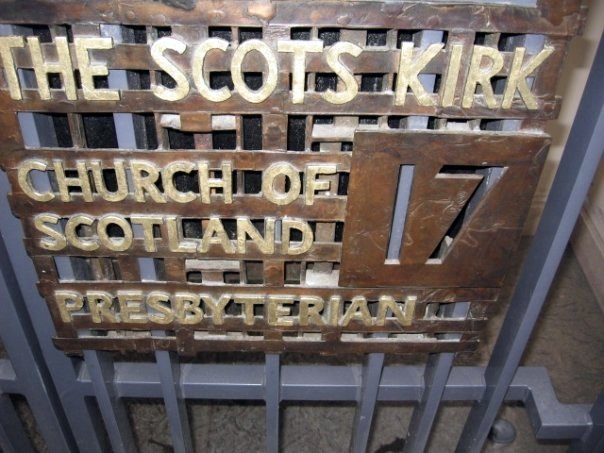 THE SCOTS KIRK
CHURCH OF
SCOTLAND
17
PRESBYTERIAN